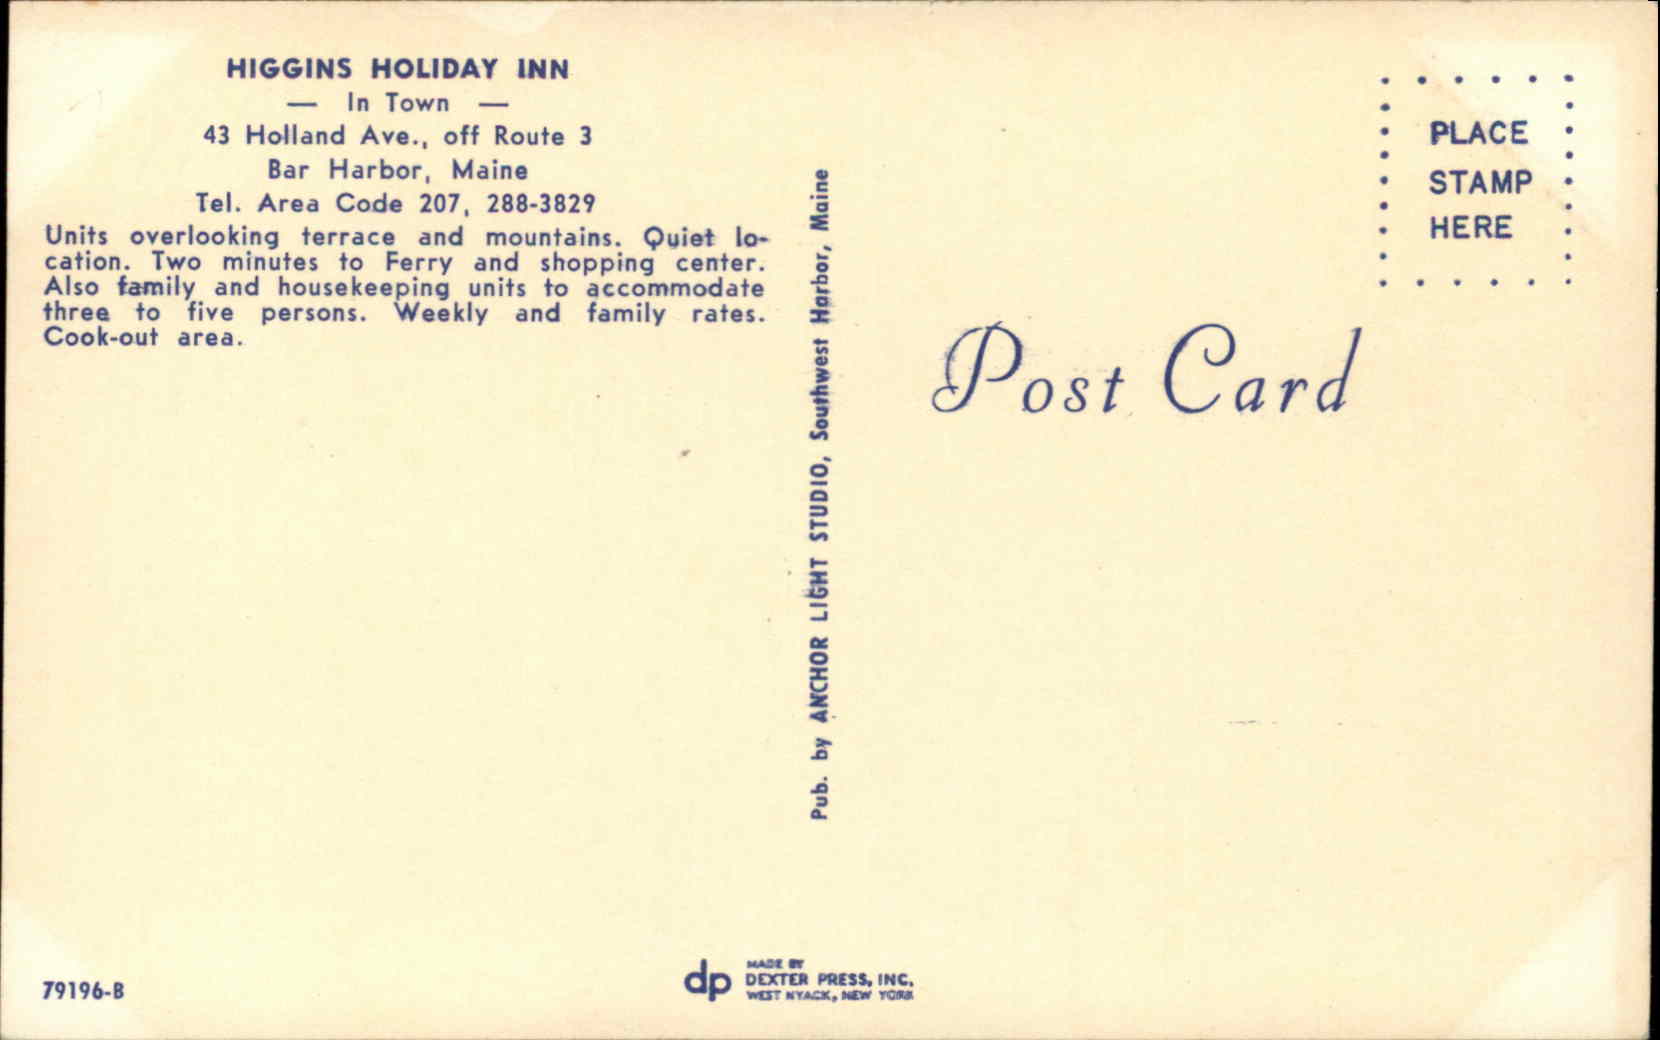 HIGGINS HOLIDAY INN
— In Town —
43 Holland Ave., off Route 3
Bar Harbor, Maine
Tel. Area Code 207, 288-3829
Units overlooking terrace and mountains. Quiet lo-
cation. Two minutes to Ferry and shopping center.
Also family and housekeeping units to accommodate
three to five persons. Weekly and family rates.
Cook-out area.
79196-B
Pub. by ANCHOR LIGHT STUDIO, Southwest Harbor, Maine
dp
MADE BY
DEXTER PRESS, INC.
WEST NYACK, NEW YORK
PLACE
STAMP
HERE
Post Card